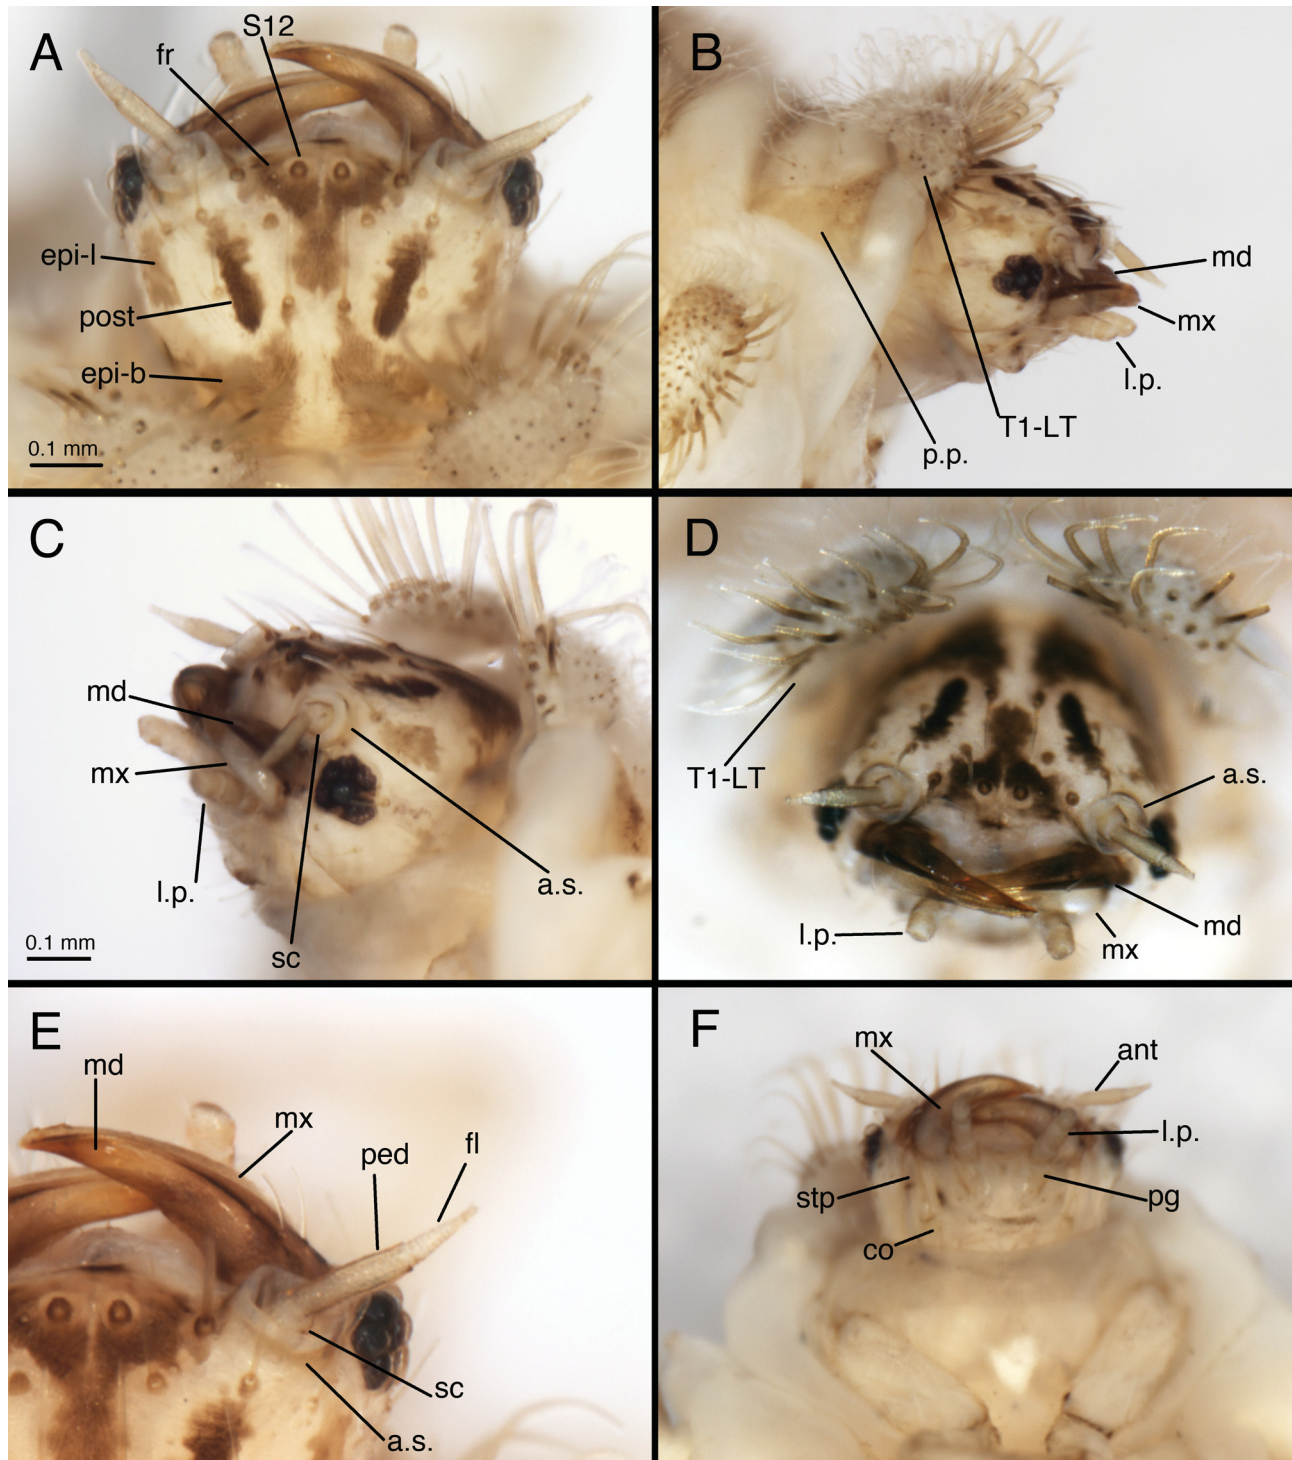 A
S12
fr
epi-l
post
epi-b
0.1 mm
B
md
mx
l.p.
T1-LT
p.p.
C
md
mx
l.p.
a.s.
sc
0.1 mm
D
T1-LT
a.s.
l.p.
md
mx
E
md
mx
ped
fl
sc
a.s.
F
mx
ant
l.p.
stp
pg
co